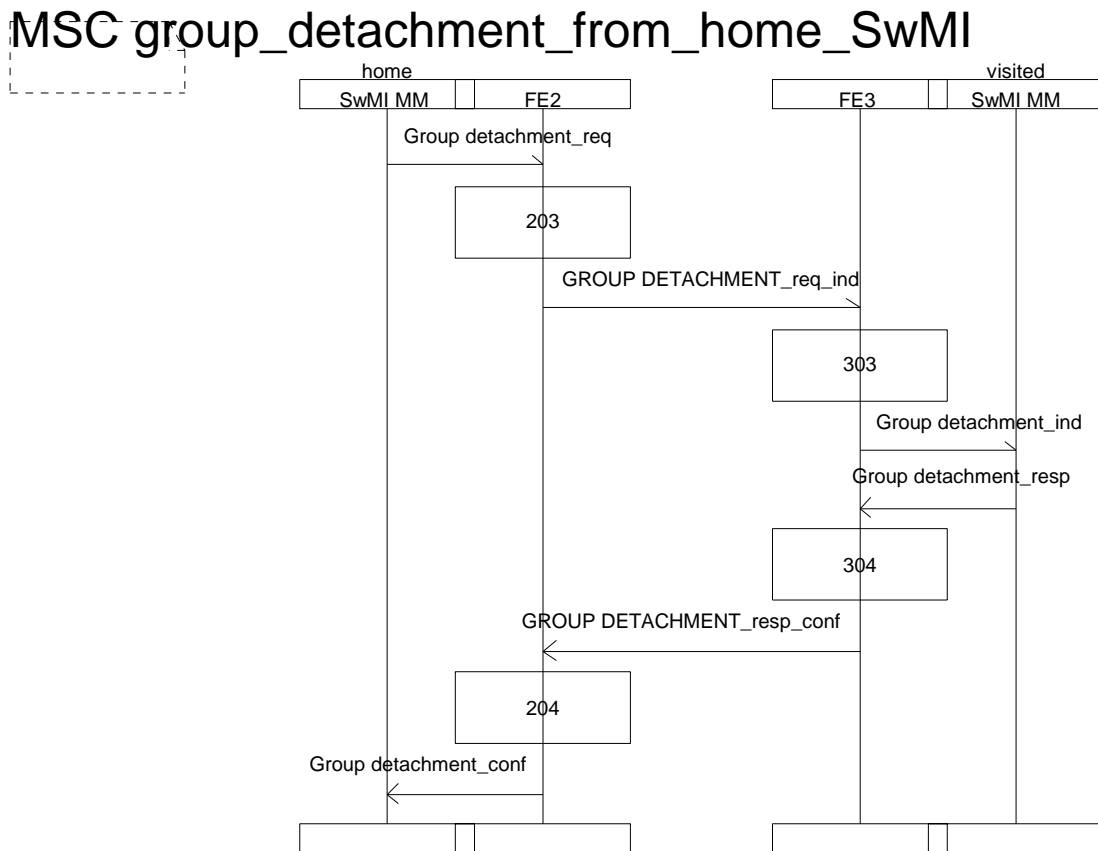 MSC group_detachment_from_home_SwMI
home
visited
SwMI MM
FE2
FE3
SwMI MM
Group detachment_req
203
GROUP DETACHMENT_req_ind
303
Group detachment_ind
Group detachment_resp
304
GROUP DETACHMENT_resp_conf
204
Group detachment_conf